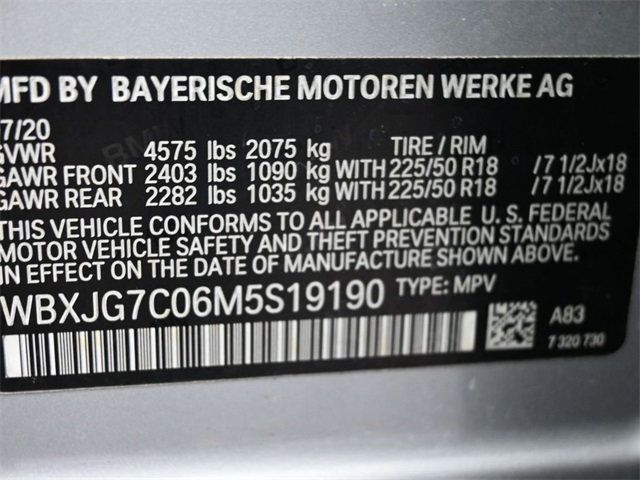 MFD BY BAYERISCHE MOTOREN WERKE AG
7/20
GVWR 4575 lbs 2075 kg TIRE / RIM
GAWR FRONT 2403 lbs 1090 kg WITH 225/50 R18 /7 1/2Jx18
GAWR REAR 2282 lbs 1035 kg WITH 225/50 R18 /7 1/2Jx18
THIS VEHICLE CONFORMS TO ALL APPLICABLE U. S. FEDERAL
MOTOR VEHICLE SAFETY AND THEFT PREVENTION STANDARDS
IN EFFECT ON THE DATE OF MANUFACTURE SHOWN ABOVE.
WBXJG7C06M5S19190 TYPE: MPV
A83
7 320 730